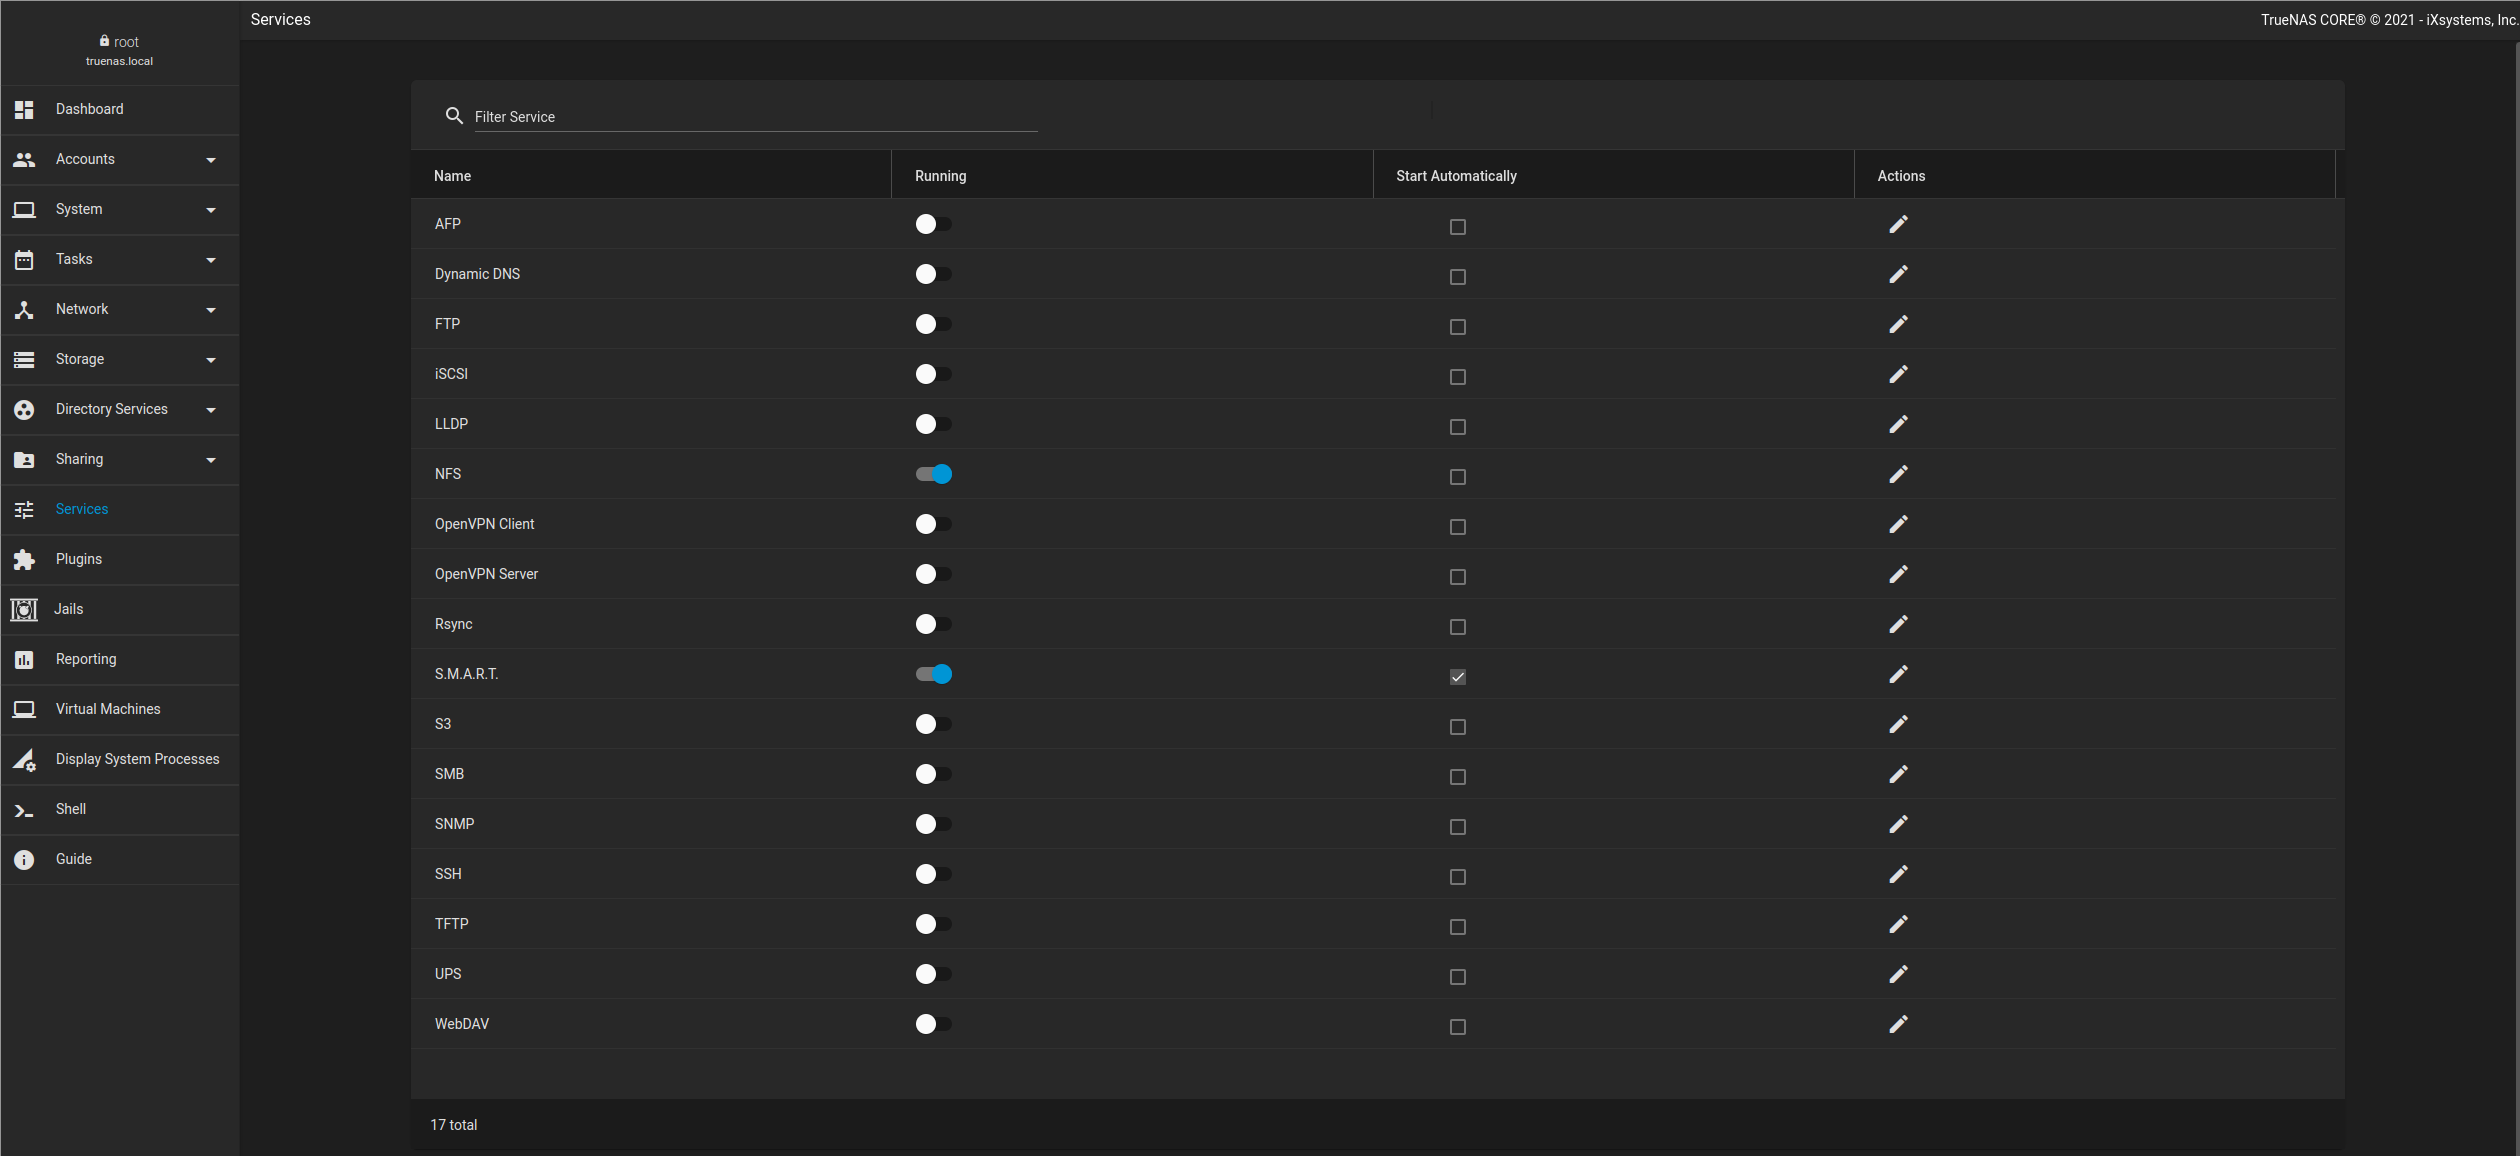 root
truenas.local
Dashboard
Accounts
System
Tasks
Network
Storage
Directory Services
Sharing
Services
Plugins
Jails
Reporting
Virtual Machines
Display System Processes
Shell
Guide
Services
TrueNAS CORE® © 2021 - iXsystems, Inc.
Filter Service
Name Running Start Automatically Actions
AFP
Dynamic DNS
FTP
iSCSI
LLDP
NFS
OpenVPN Client
OpenVPN Server
Rsync
S.M.A.R.T.
S3
SMB
SNMP
SSH
TFTP
UPS
WebDAV
17 total